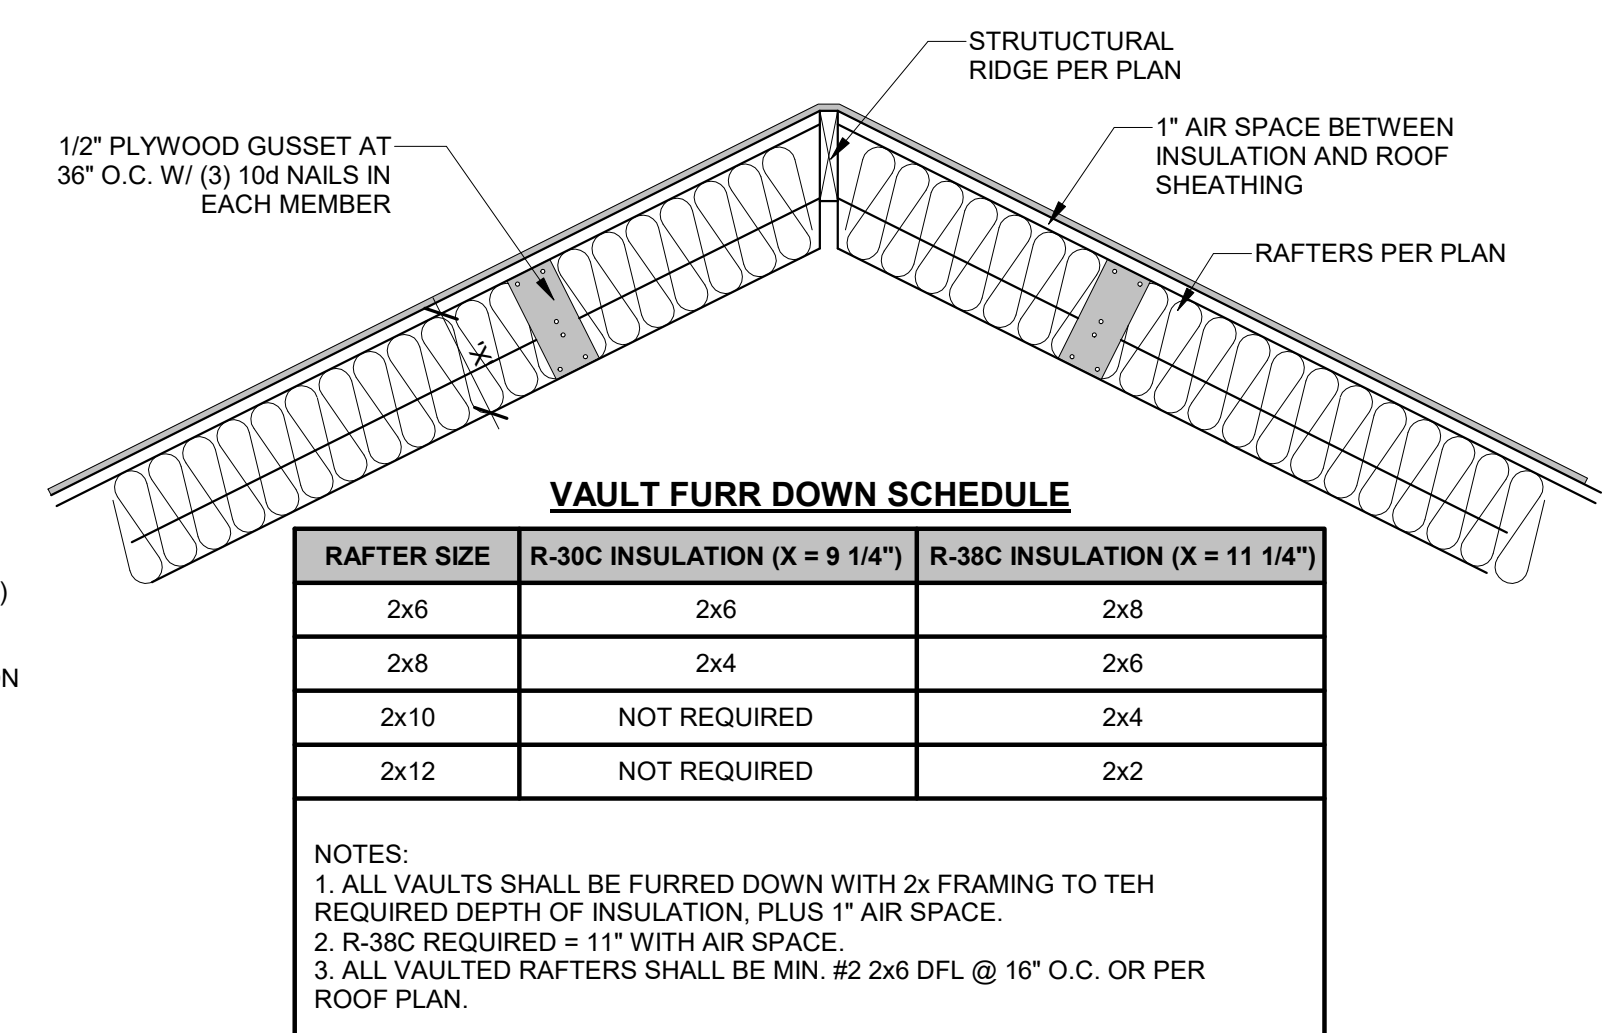 STRUTUCTURAL
RIDGE PER PLAN
1/2" PLYWOOD GUSSET AT
36" O.C. W/ (3) 10d NAILS IN
EACH MEMBER
1" AIR SPACE BETWEEN
INSULATION AND ROOF
SHEATHING
RAFTERS PER PLAN
'X'
)
ON
VAULT FURR DOWN SCHEDULE
RAFTER SIZE R-30C INSULATION (X = 9 1/4") R-38C INSULATION (X = 11 1/4")
2x6 2x6 2x8
2x8 2x4 2x6
2x10 NOT REQUIRED 2x4
2x12 NOT REQUIRED 2x2
NOTES:
1. ALL VAULTS SHALL BE FURRED DOWN WITH 2x FRAMING TO TEH
REQUIRED DEPTH OF INSULATION, PLUS 1" AIR SPACE.
2. R-38C REQUIRED = 11" WITH AIR SPACE.
3. ALL VAULTED RAFTERS SHALL BE MIN. #2 2x6 DFL @ 16" O.C. OR PER
ROOF PLAN.